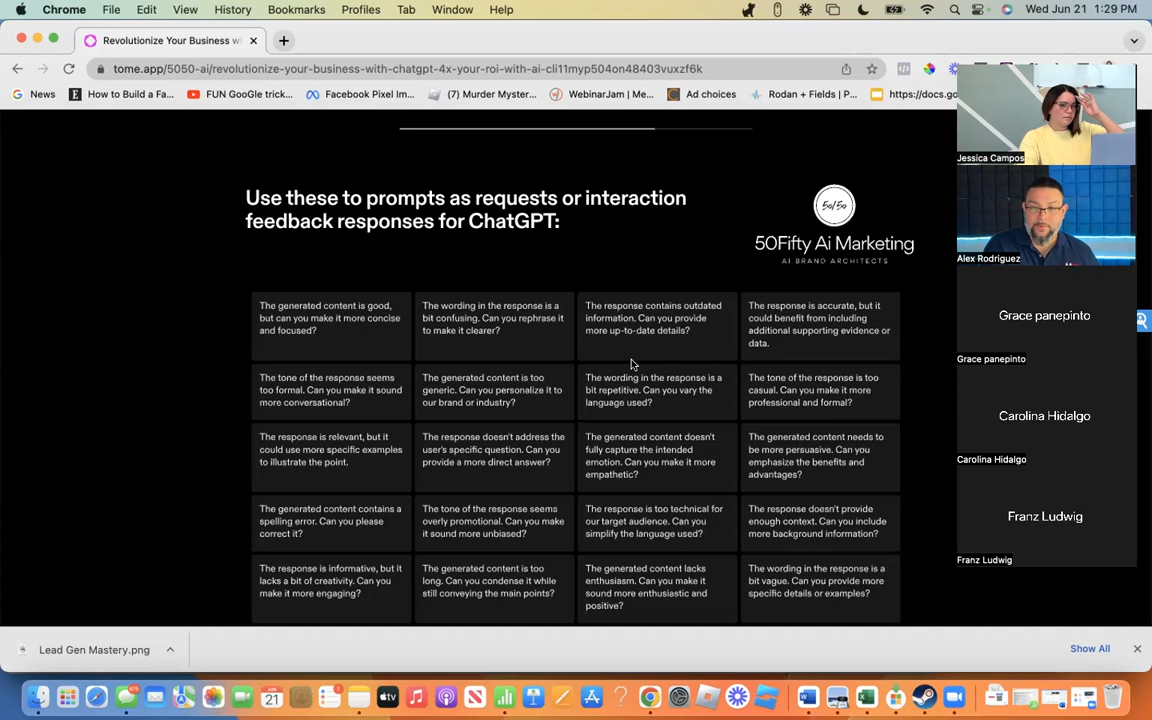 Chrome File Edit View History Bookmarks Profiles Tab Window Help Wed Jun 21 1:29 PM
Revolutionize Your Business wi
tome.app/5050-ai/revolutionize-your-business-with-chatgpt-4x-your-roi-with-ai-cli11myp504on48403vuxzf6k
News How to Build a Fa... FUN GooGle trick... Facebook Pixel Im... (7) Murder Myster... WebinarJam | Me... Ad choices Rodan + Fields | P... https://docs.go
Use these to prompts as requests or interaction
feedback responses for ChatGPT:
50/50
50Fifty Ai Marketing
AI BRAND ARCHITECTS
The generated content is good,
but can you make it more concise
and focused?
The wording in the response is a
bit confusing. Can you rephrase it
to make it clearer?
The response contains outdated
information. Can you provide
more up-to-date details?
The response is accurate, but it
could benefit from including
additional supporting evidence or
data.
The tone of the response seems
too formal. Can you make it sound
more conversational?
The generated content is too
generic. Can you personalize it to
our brand or industry?
The wording in the response is a
bit repetitive. Can you vary the
language used?
The tone of the response is too
casual. Can you make it more
professional and formal?
The response is relevant, but it
could use more specific examples
to illustrate the point.
The response doesn't address the
user's specific question. Can you
provide a more direct answer?
The generated content doesn't
fully capture the intended
emotion. Can you make it more
empathetic?
The generated content needs to
be more persuasive. Can you
emphasize the benefits and
advantages?
The generated content contains a
spelling error. Can you please
correct it?
The tone of the response seems
overly promotional. Can you make
it sound more unbiased?
The response is too technical for
our target audience. Can you
simplify the language used?
The response doesn't provide
enough context. Can you include
more background information?
The response is informative, but it
lacks a bit of creativity. Can you
make it more engaging?
The generated content is too
long. Can you condense it while
still conveying the main points?
The generated content lacks
enthusiasm. Can you make it
sound more enthusiastic and
positive?
The wording in the response is a
bit vague. Can you provide more
specific details or examples?
Jessica Campos
Alex Rodriguez
Grace panepinto
Grace panepinto
Carolina Hidalgo
Carolina Hidalgo
Franz Ludwig
Franz Ludwig
Lead Gen Mastery.png
Show All
JUN
21
tv